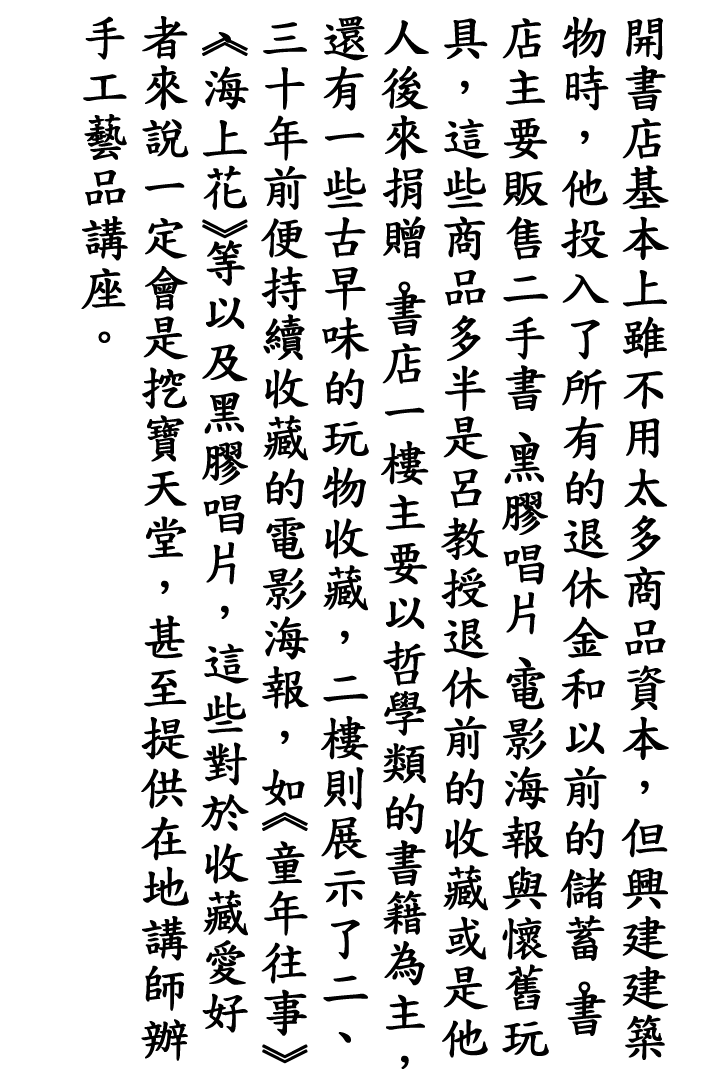 開書店基本上雖不用太多商品資本，但興建建築
物時，他投入了所有的退休金和以前的儲蓄。書
店主要販售二手書、黑膠唱片、電影海報與懷舊玩
具，這些商品多半是呂教授退休前的收藏或是他
人後來捐贈。書店一樓主要以哲學類的書籍為主，
還有一些古早味的玩物收藏，二樓則展示了二、
三十年前便持續收藏的電影海報，如《童年往事》
《海上花》等以及黑膠唱片，這些對於收藏愛好
者來說一定會是挖寶天堂，甚至提供在地講師辦
手工藝品講座。